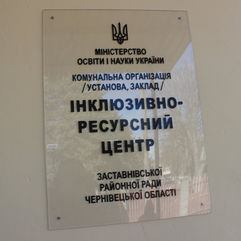 МІНІСТЕРСТВО
ОСВІТИ І НАУКИ УКРАЇНИ
КОМУНАЛЬНА ОРГАНІЗАЦІЯ
/УСТАНОВА, ЗАКЛАД/
ІНКЛЮЗИВНО-
РЕСУРСНИЙ
ЦЕНТР
ЗАСТАВНІВСЬКОЇ
РАЙОННОЇ РАДИ
ЧЕРНІВЕЦЬКОЇ ОБЛАСТІ